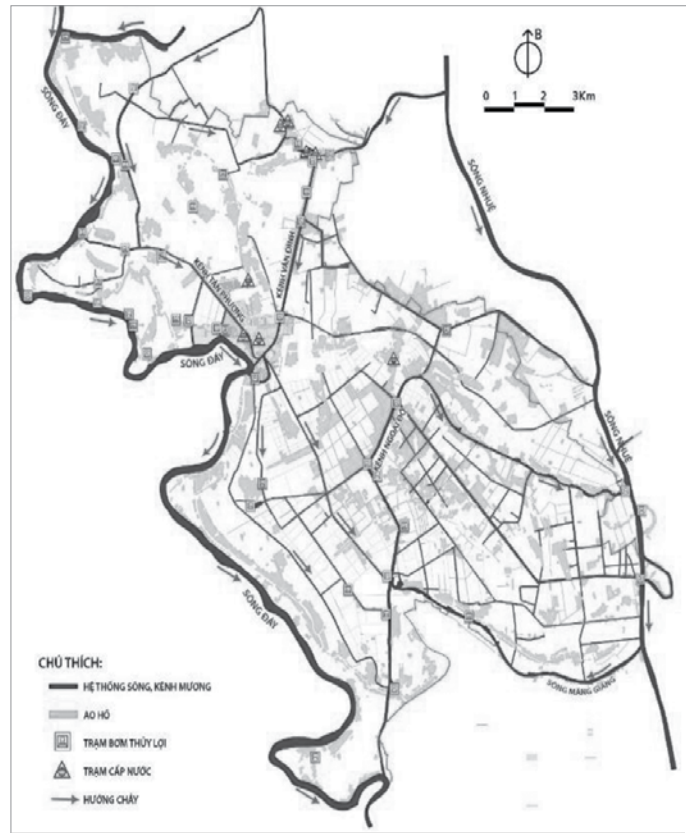 B
0 1 2 3Km
SÔNG ĐÁY
SÔNG NHUỆ
KÊNH VÂN ĐÌNH
KÊNH TÂN PHƯƠNG
SÔNG ĐÁY
SÔNG NHUỆ
KÊNH NGOẠI ĐỘ
SÔNG ĐÁY
SÔNG MĂNG GIANG
CHÚ THÍCH:
HỆ THỐNG SÔNG, KÊNH MƯƠNG
AO HỒ
TRẠM BƠM THỦY LỢI
TRẠM CẤP NƯỚC
HƯỚNG CHẢY